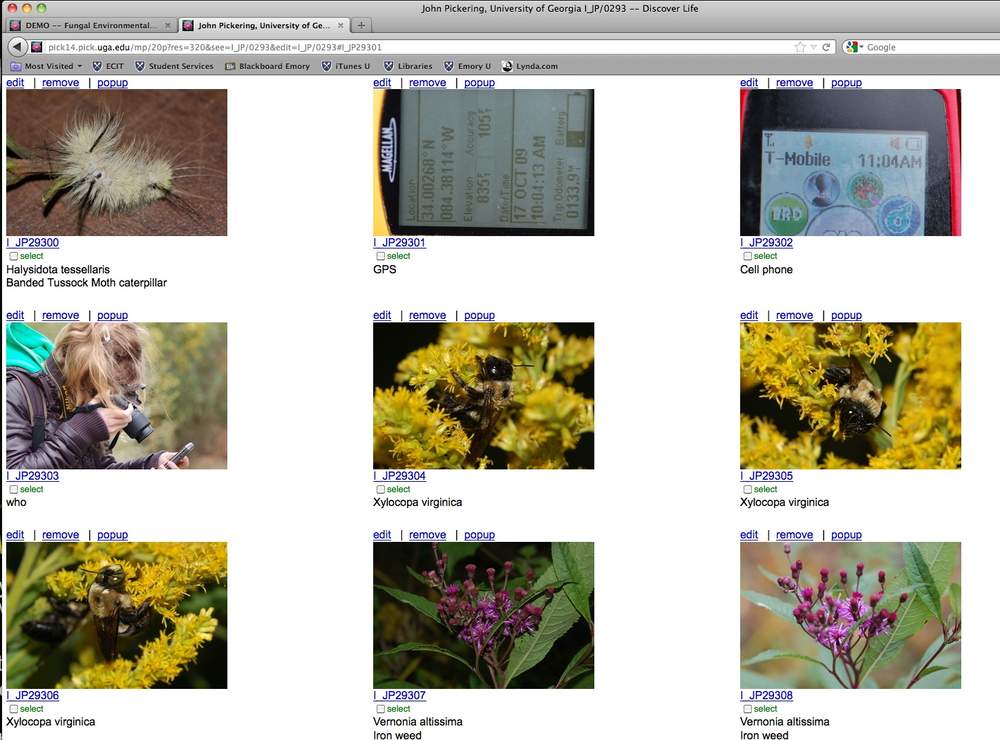 John Pickering, University of Georgia I_JP/0293 -- Discover Life
DEMO -- Fungal Environmental...
John Pickering, University of Ge...
pick14.pick.uga.edu/mp/20p?res=320&see=I_JP/0293&edit=I_JP/0293#I_JP29301
Google
Most Visited ECIT Student Services Bb Blackboard Emory iTunes U Libraries Emory U Lynda.com
edit | remove | popup
edit | remove | popup
edit | remove | popup
MAGELLAN
Location
34.00268°N
084.38114°W
Elevation Accuracy
835FT 105FT
Date/Time
17 OCT 09
10:04:13 AM
Trip Odometer Battery
0133.9MI
T-Mobile 11:04AM
I_JP29300
select
Halysidota tessellaris
Banded Tussock Moth caterpillar
I_JP29301
select
GPS
I_JP29302
select
Cell phone
edit | remove | popup
edit | remove | popup
edit | remove | popup
I_JP29303
select
who
I_JP29304
select
Xylocopa virginica
I_JP29305
select
Xylocopa virginica
edit | remove | popup
edit | remove | popup
edit | remove | popup
I_JP29306
select
Xylocopa virginica
I_JP29307
select
Vernonia altissima
Iron weed
I_JP29308
select
Vernonia altissima
Iron weed